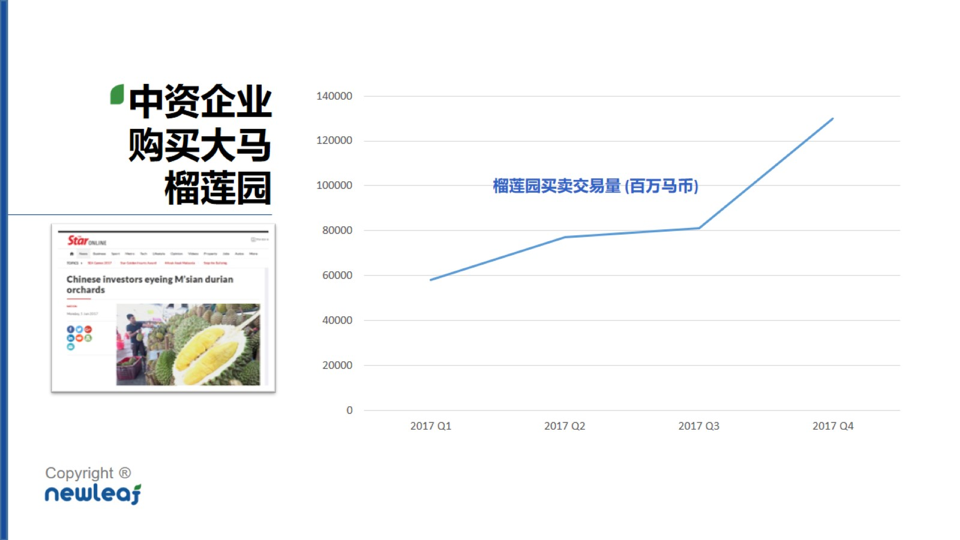 中资企业
购买大马
榴莲园
Star ONLINE
Chinese investors eyeing M'sian durian
orchards
Copyright ®
newleaf
榴莲园买卖交易量 (百万马币)
140000
120000
100000
80000
60000
40000
20000
0
2017 Q1
2017 Q2
2017 Q3
2017 Q4